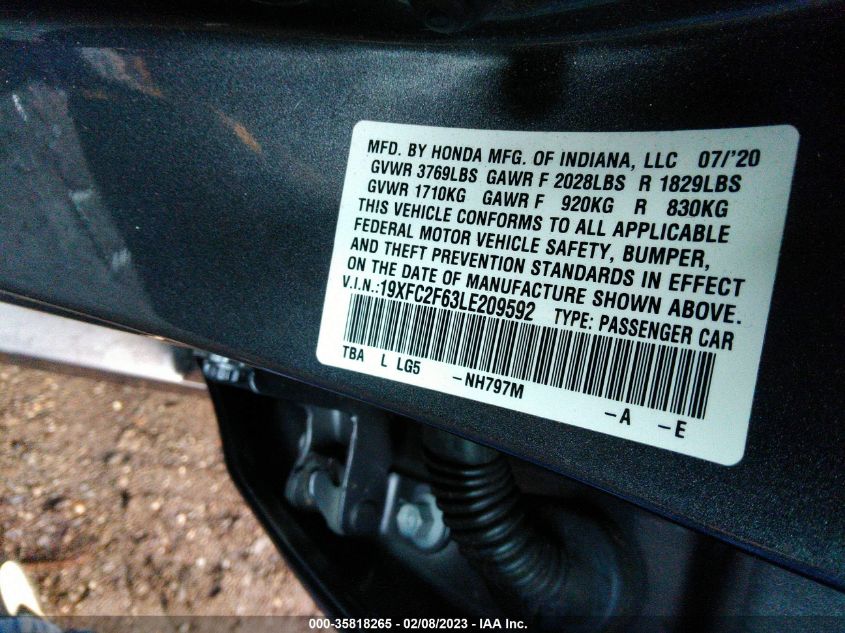 MFD. BY HONDA MFG. OF INDIANA, LLC 07/'20
GVWR 3769LBS GAWR F 2028LBS R 1829LBS
GVWR 1710KG GAWR F 920KG R 830KG
THIS VEHICLE CONFORMS TO ALL APPLICABLE
FEDERAL MOTOR VEHICLE SAFETY, BUMPER,
AND THEFT PREVENTION STANDARDS IN EFFECT
ON THE DATE OF MANUFACTURE SHOWN ABOVE.
V.I.N.:19XFC2F63LE209592 TYPE: PASSENGER CAR
TBA L LG5 -NH797M -A -E
000-35818265 - 02/08/2023 - IAA Inc.